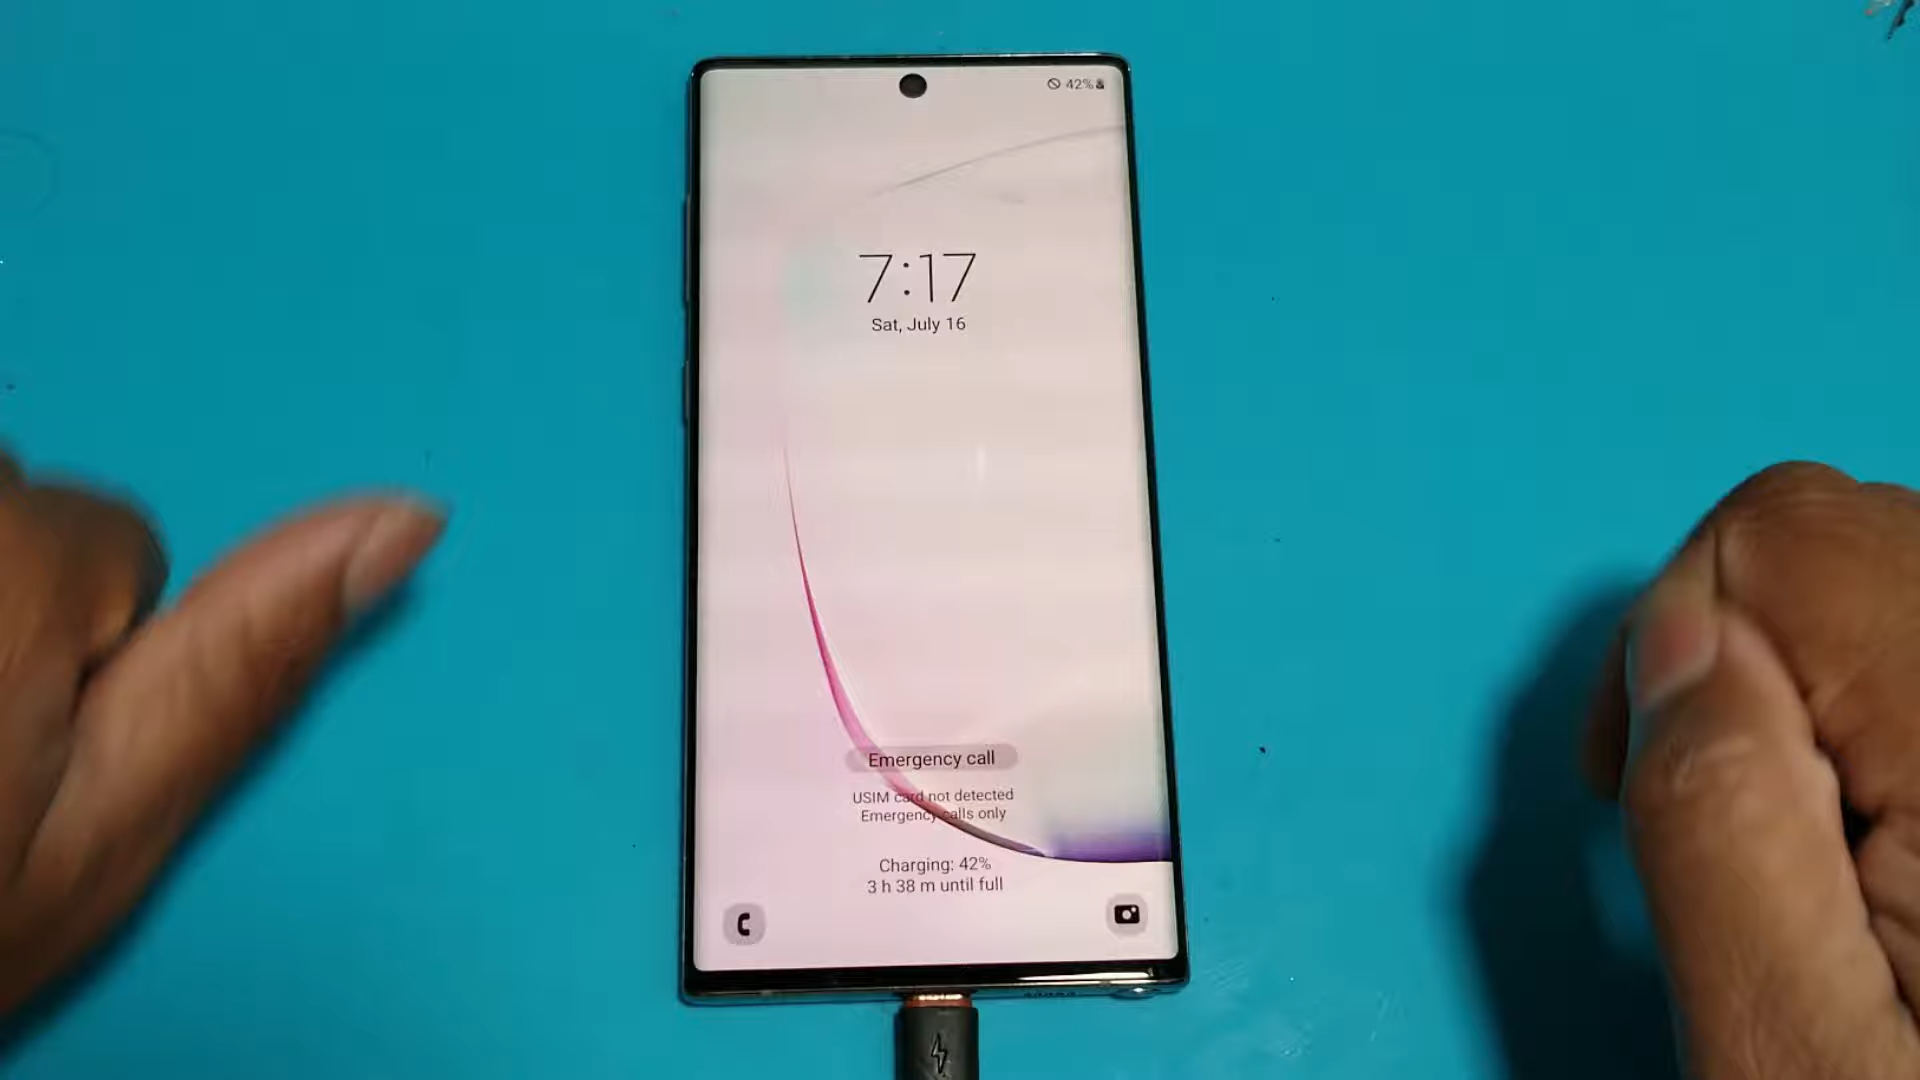 42%
7:17
Sat, July 16
Emergency call
USIM card not detected
Emergency calls only
Charging: 42%
3 h 38 m until full